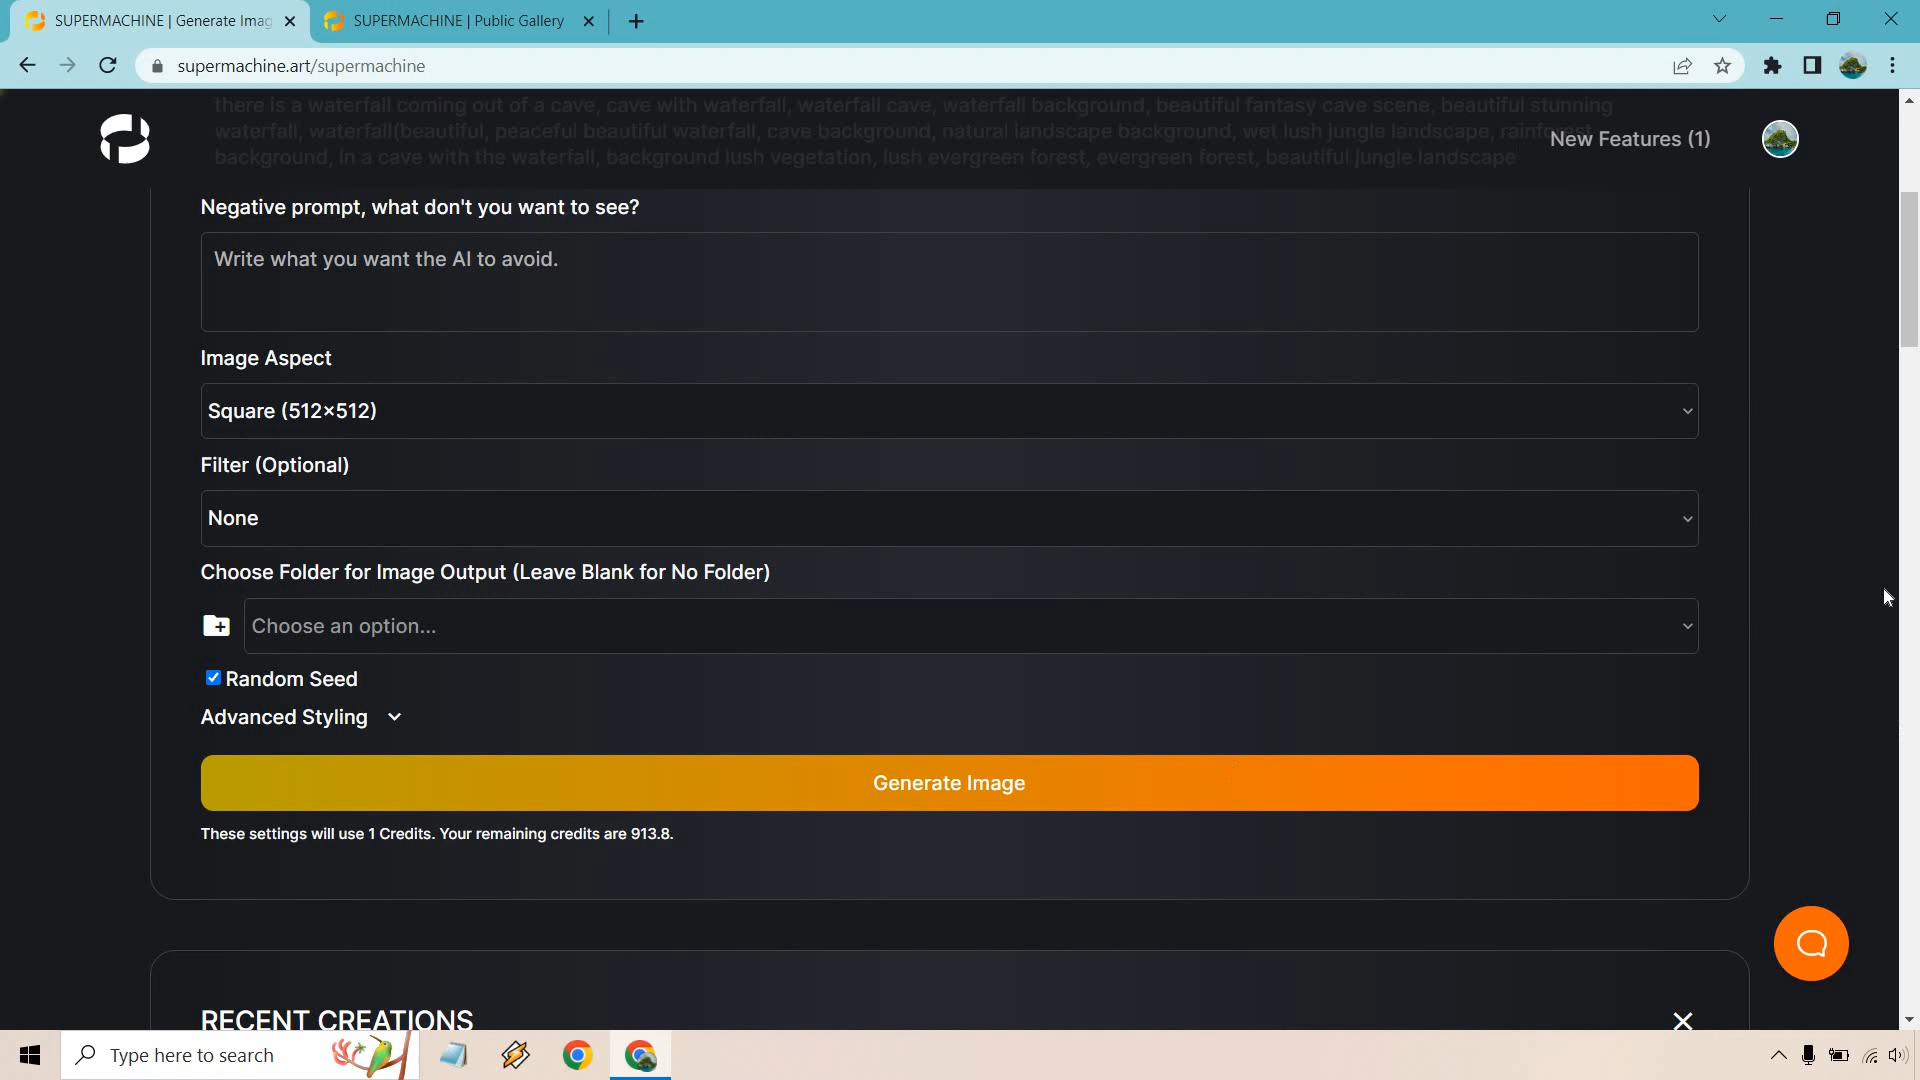 SUPERMACHINE | Generate Imag
SUPERMACHINE | Public Gallery
supermachine.art/supermachine
there is a waterfall coming out of a cave, cave with waterfall, waterfall cave, waterfall background, beautiful fantasy cave scene, beautiful stunning
waterfall, waterfall(beautiful, peaceful beautiful waterfall, cave background, natural landscape background, wet lush jungle landscape, rainforest
background, in a cave with the waterfall, background lush vegetation, lush evergreen forest, evergreen forest, beautiful jungle landscape
New Features (1)
Negative prompt, what don't you want to see?
Write what you want the AI to avoid.
Image Aspect
Square (512×512)
Filter (Optional)
None
Choose Folder for Image Output (Leave Blank for No Folder)
Choose an option...
Random Seed
Advanced Styling
Generate Image
These settings will use 1 Credits. Your remaining credits are 913.8.
RECENT CREATIONS
Type here to search